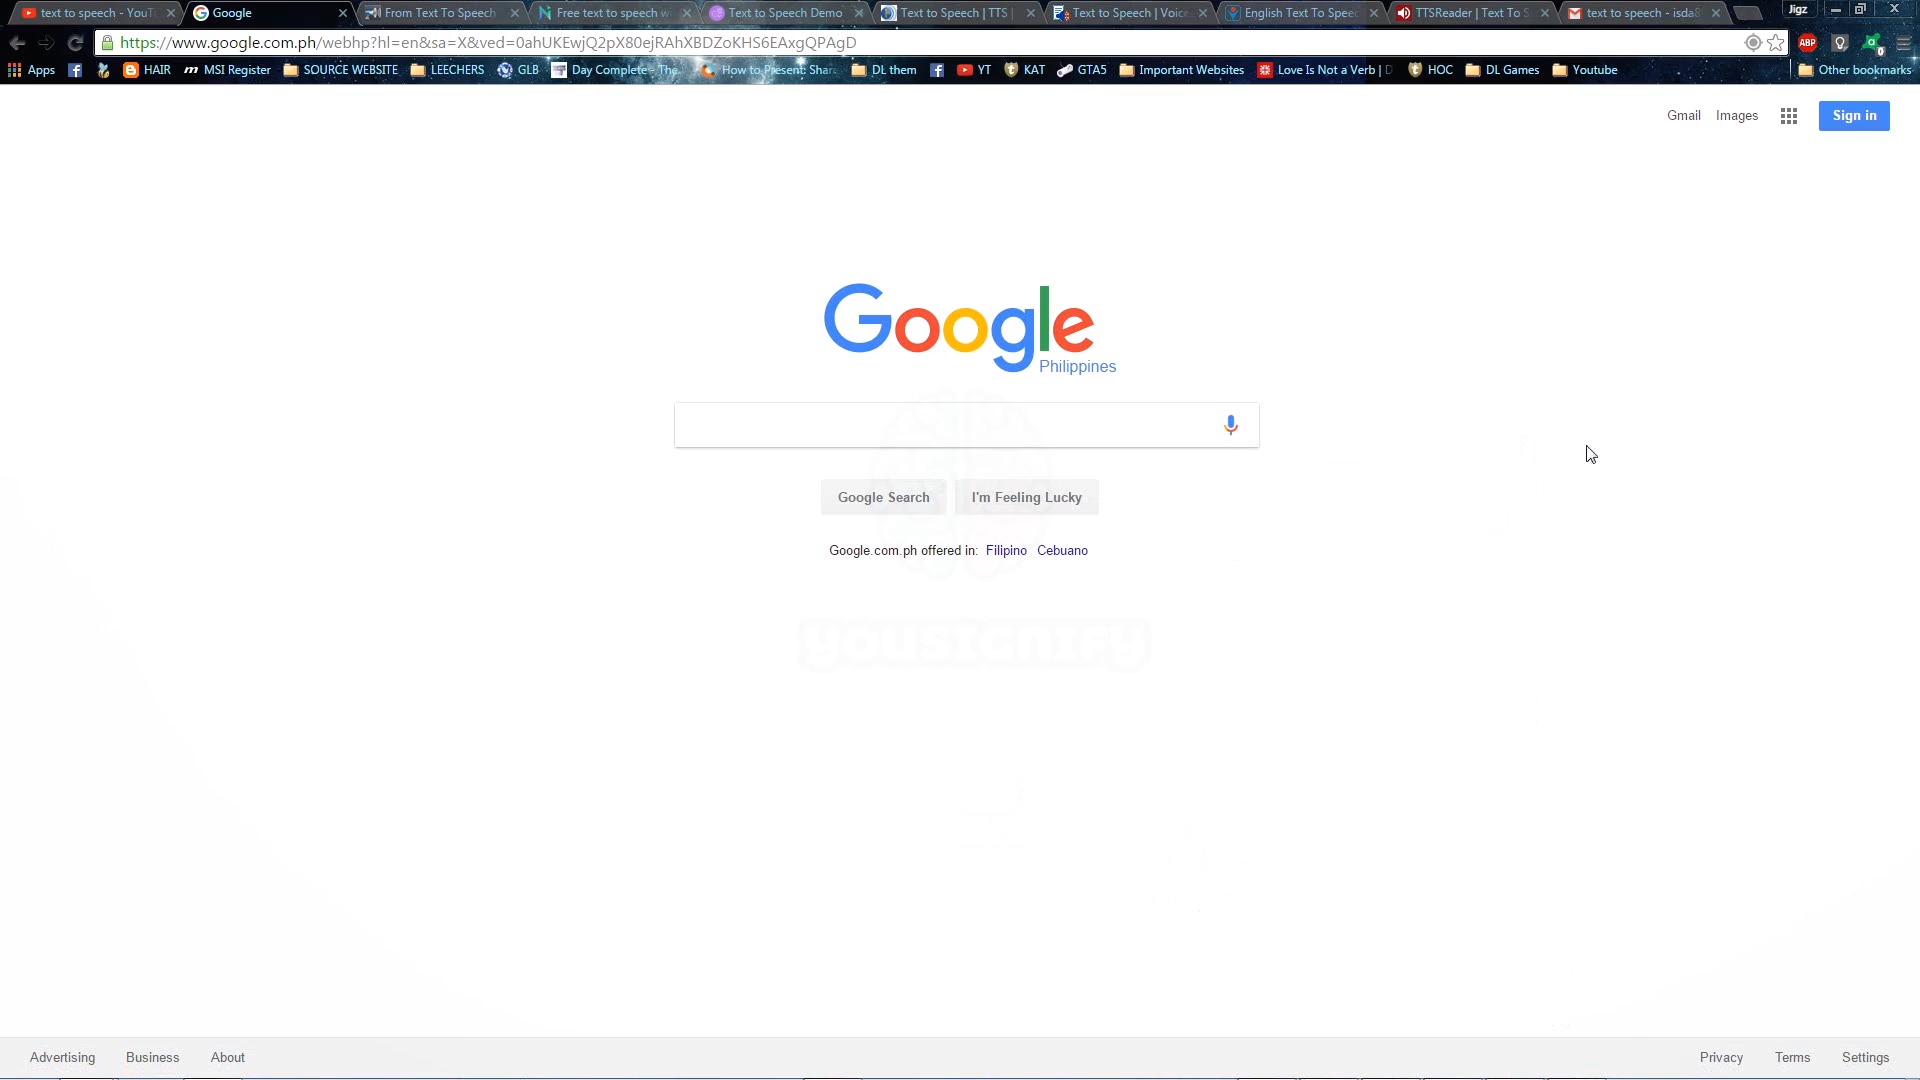 text to speech - YouT
Google
From Text To Speech
Free text to speech w
Text to Speech Demo
Text to Speech | TTS |
Text to Speech | Voice
English Text To Speec
TTSReader | Text To S
text to speech - isda8
Jigz
https://www.google.com.ph/webhp?hl=en&sa=X&ved=0ahUKEwjQ2pX80ejRAhXBDZoKHS6EAxgQPAgD
ABP
Apps
HAIR
MSI Register
SOURCE WEBSITE
LEECHERS
GLB
Day Complete - The
How to Present: Shar
DL them
YT
KAT
GTA5
Important Websites
Love Is Not a Verb | D
HOC
DL Games
Youtube
Other bookmarks
Gmail Images Sign in
Google
Philippines
Google Search I'm Feeling Lucky
Google.com.ph offered in: Filipino Cebuano
YOUSIGNIFY
Advertising Business About Privacy Terms Settings